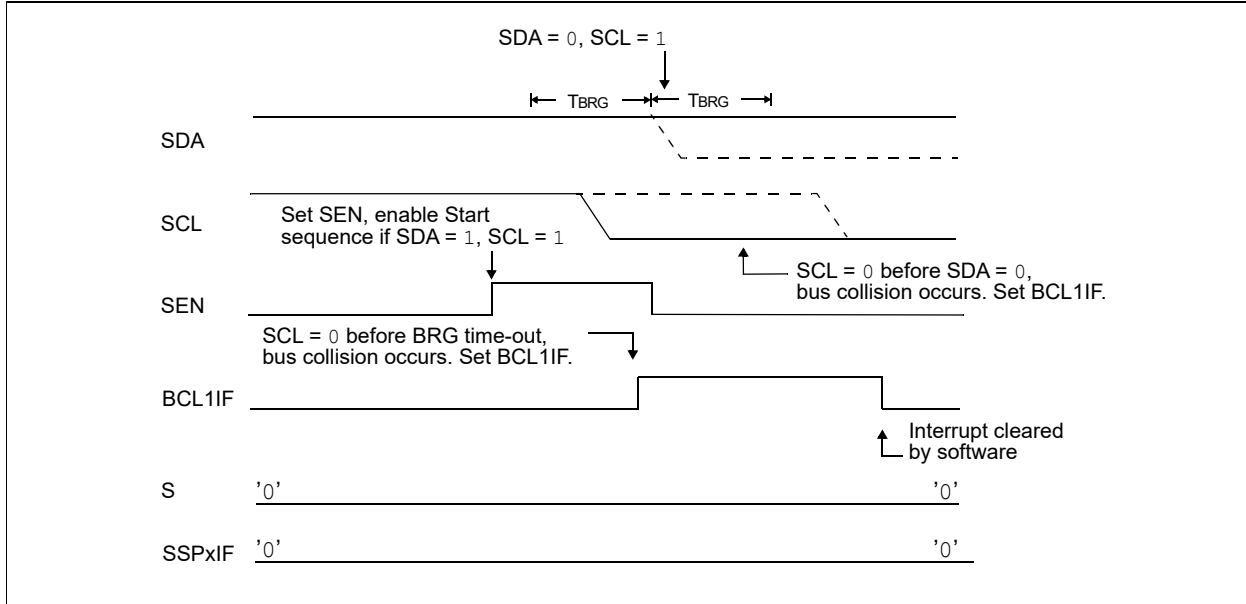 SDA = 0, SCL = 1
TBRG TBRG
SDA
SCL
Set SEN, enable Start
sequence if SDA = 1, SCL = 1
SCL = 0 before SDA = 0,
bus collision occurs. Set BCL1IF.
SEN
SCL = 0 before BRG time-out,
bus collision occurs. Set BCL1IF.
BCL1IF
Interrupt cleared
by software
S '0' '0'
SSPxIF '0' '0'